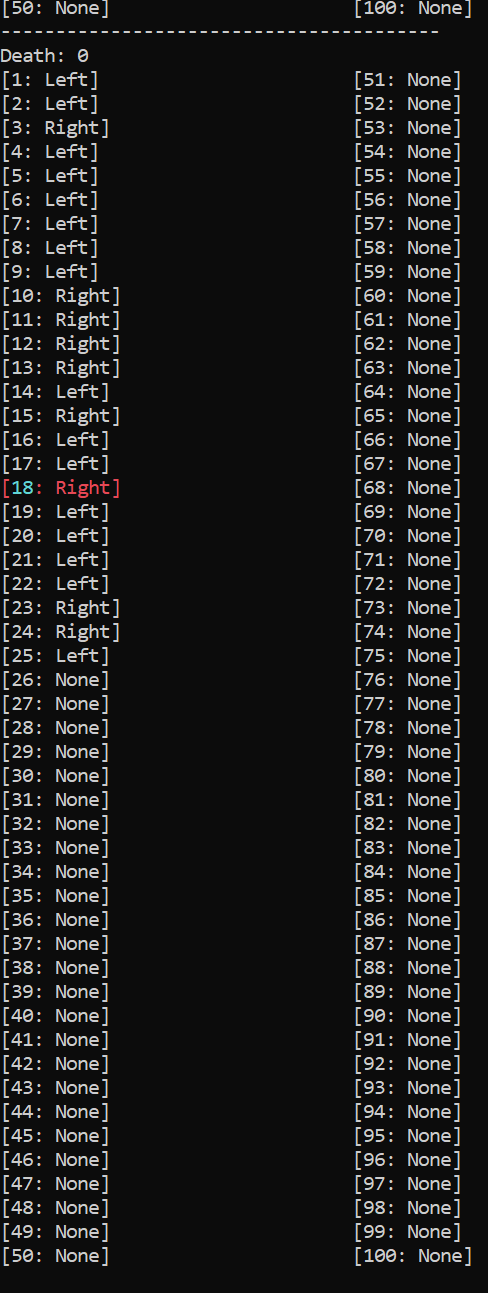 [50: None] [100: None]
-----------------------------------------
Death: 0
[1: Left] [51: None]
[2: Left] [52: None]
[3: Right] [53: None]
[4: Left] [54: None]
[5: Left] [55: None]
[6: Left] [56: None]
[7: Left] [57: None]
[8: Left] [58: None]
[9: Left] [59: None]
[10: Right] [60: None]
[11: Right] [61: None]
[12: Right] [62: None]
[13: Right] [63: None]
[14: Left] [64: None]
[15: Right] [65: None]
[16: Left] [66: None]
[17: Left] [67: None]
[18: Right] [68: None]
[19: Left] [69: None]
[20: Left] [70: None]
[21: Left] [71: None]
[22: Left] [72: None]
[23: Right] [73: None]
[24: Right] [74: None]
[25: Left] [75: None]
[26: None] [76: None]
[27: None] [77: None]
[28: None] [78: None]
[29: None] [79: None]
[30: None] [80: None]
[31: None] [81: None]
[32: None] [82: None]
[33: None] [83: None]
[34: None] [84: None]
[35: None] [85: None]
[36: None] [86: None]
[37: None] [87: None]
[38: None] [88: None]
[39: None] [89: None]
[40: None] [90: None]
[41: None] [91: None]
[42: None] [92: None]
[43: None] [93: None]
[44: None] [94: None]
[45: None] [95: None]
[46: None] [96: None]
[47: None] [97: None]
[48: None] [98: None]
[49: None] [99: None]
[50: None] [100: None]